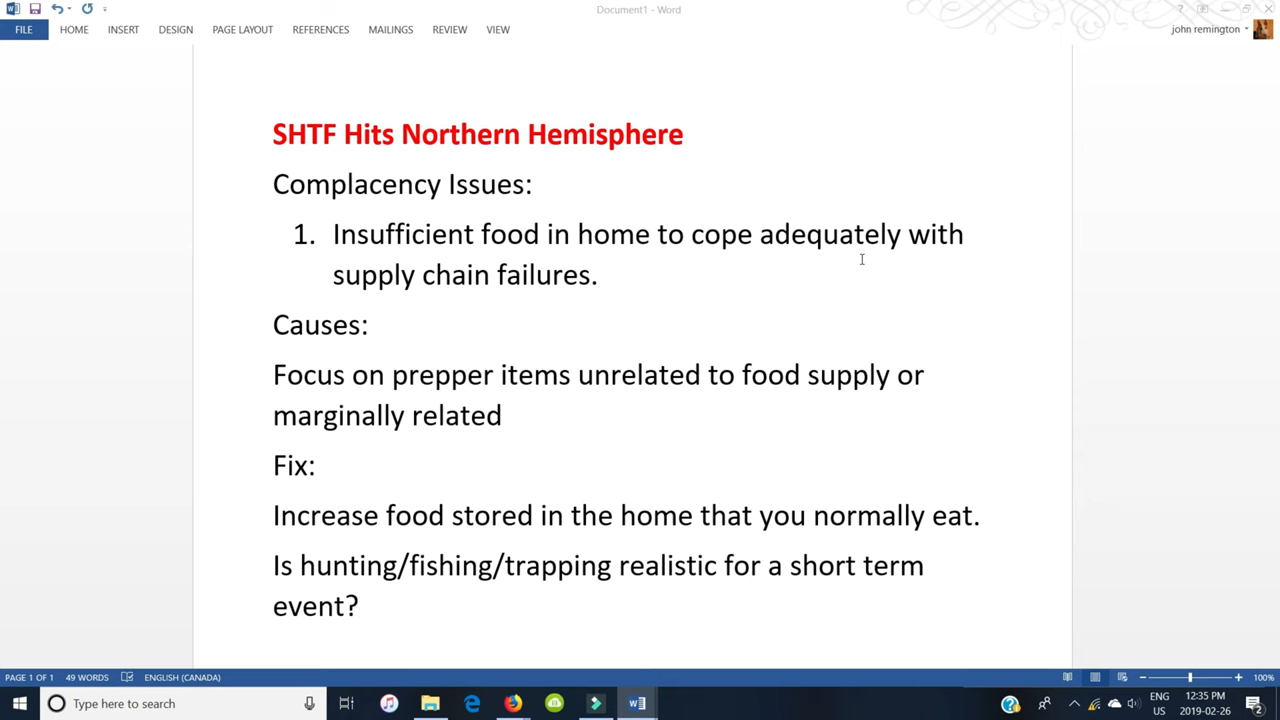 Document1 - Word
FILE HOME INSERT DESIGN PAGE LAYOUT REFERENCES MAILINGS REVIEW VIEW john remington
SHTF Hits Northern Hemisphere
Complacency Issues:
1. Insufficient food in home to cope adequately with
supply chain failures.
Causes:
Focus on prepper items unrelated to food supply or
marginally related
Fix:
Increase food stored in the home that you normally eat.
Is hunting/fishing/trapping realistic for a short term
event?
PAGE 1 OF 1 49 WORDS ENGLISH (CANADA) 100%
Type here to search
ENG 12:35 PM
US 2019-02-26 2